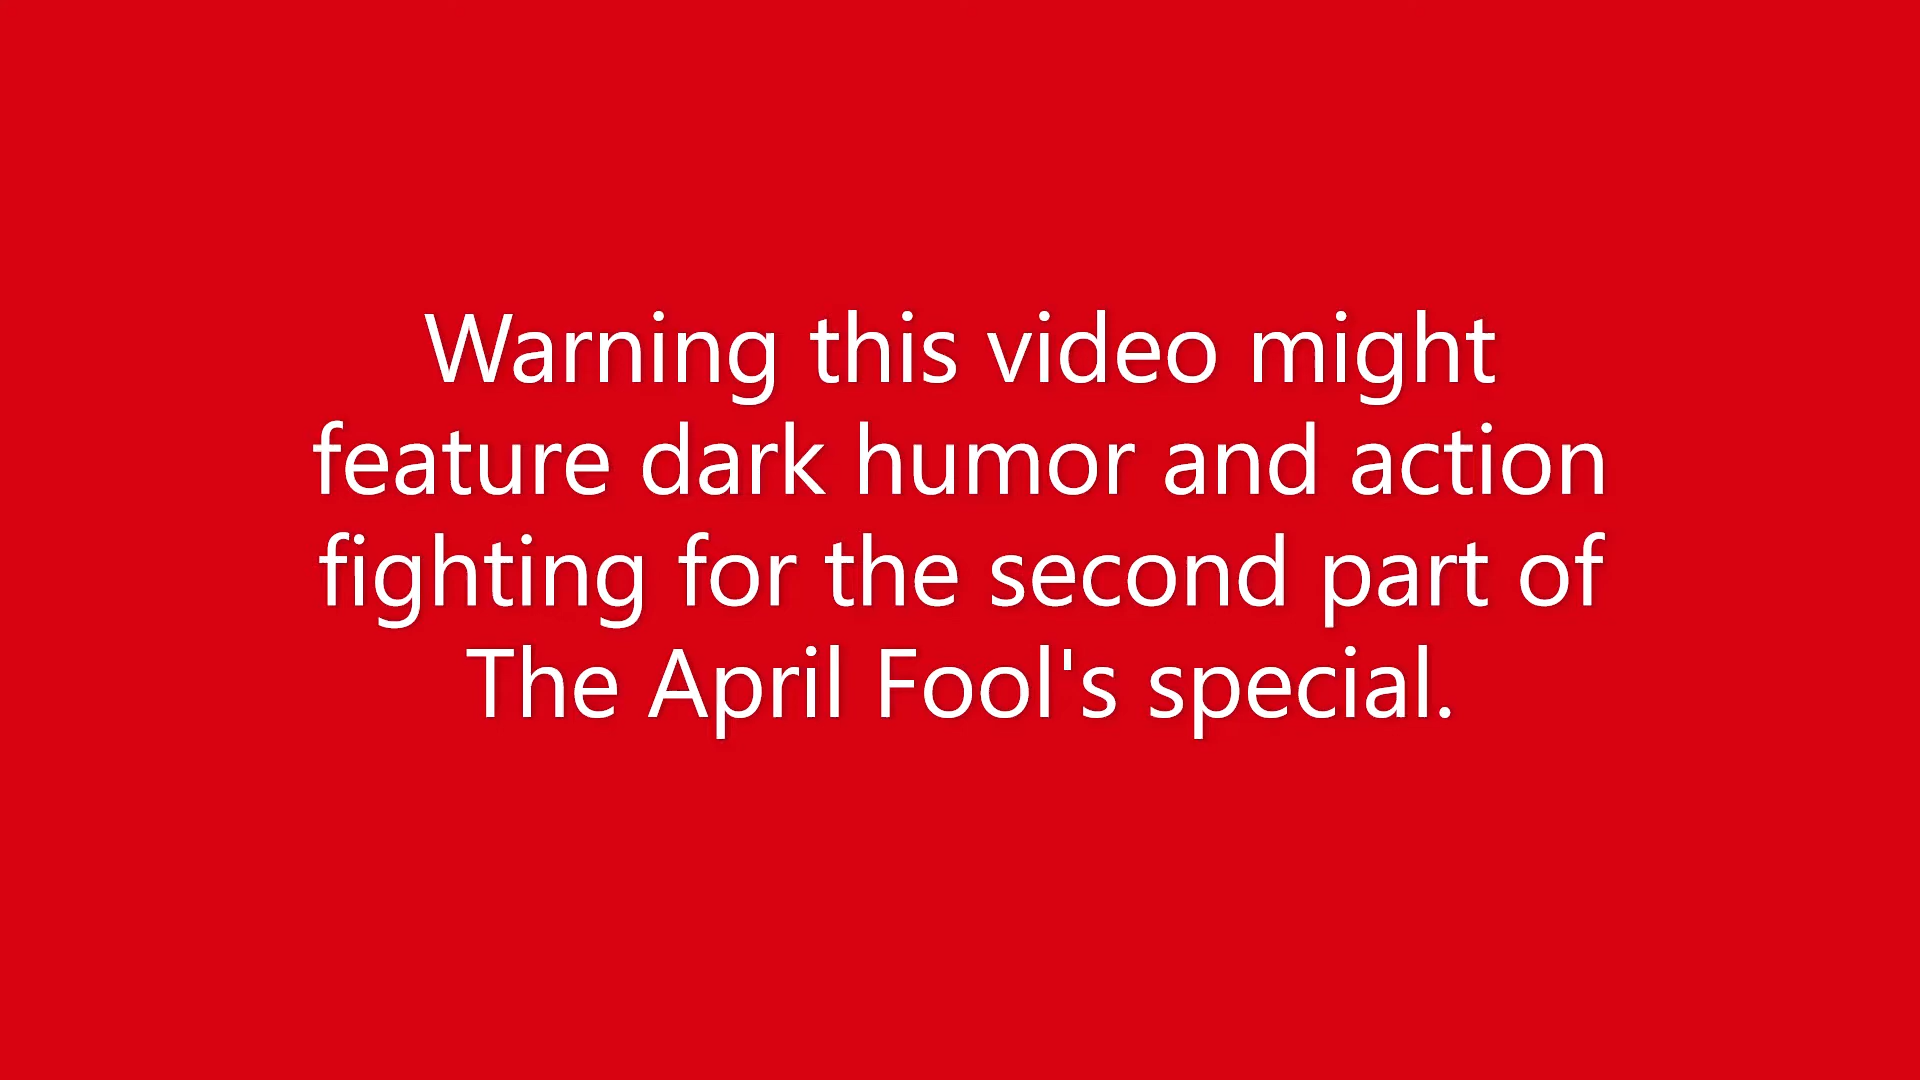 Warning this video might
feature dark humor and action
fighting for the second part of
The April Fool's special.